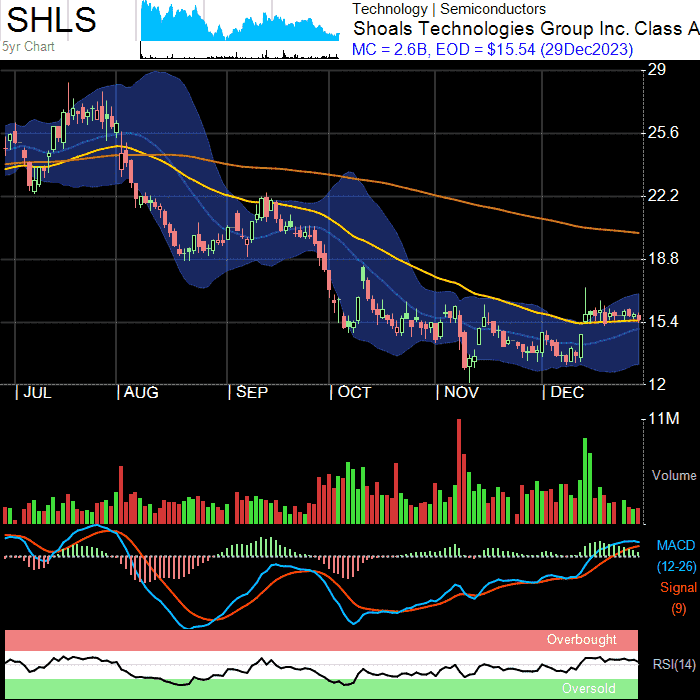 SHLS
5yr Chart
Technology | Semiconductors
Shoals Technologies Group Inc. Class A
MC = 2.6B, EOD = $15.54 (29Dec2023)
29
25.6
22.2
18.8
15.4
12
| JUL | AUG | SEP | OCT | NOV | DEC
11M
Volume
MACD
(12-26)
Signal
(9)
Overbought
RSI(14)
Oversold